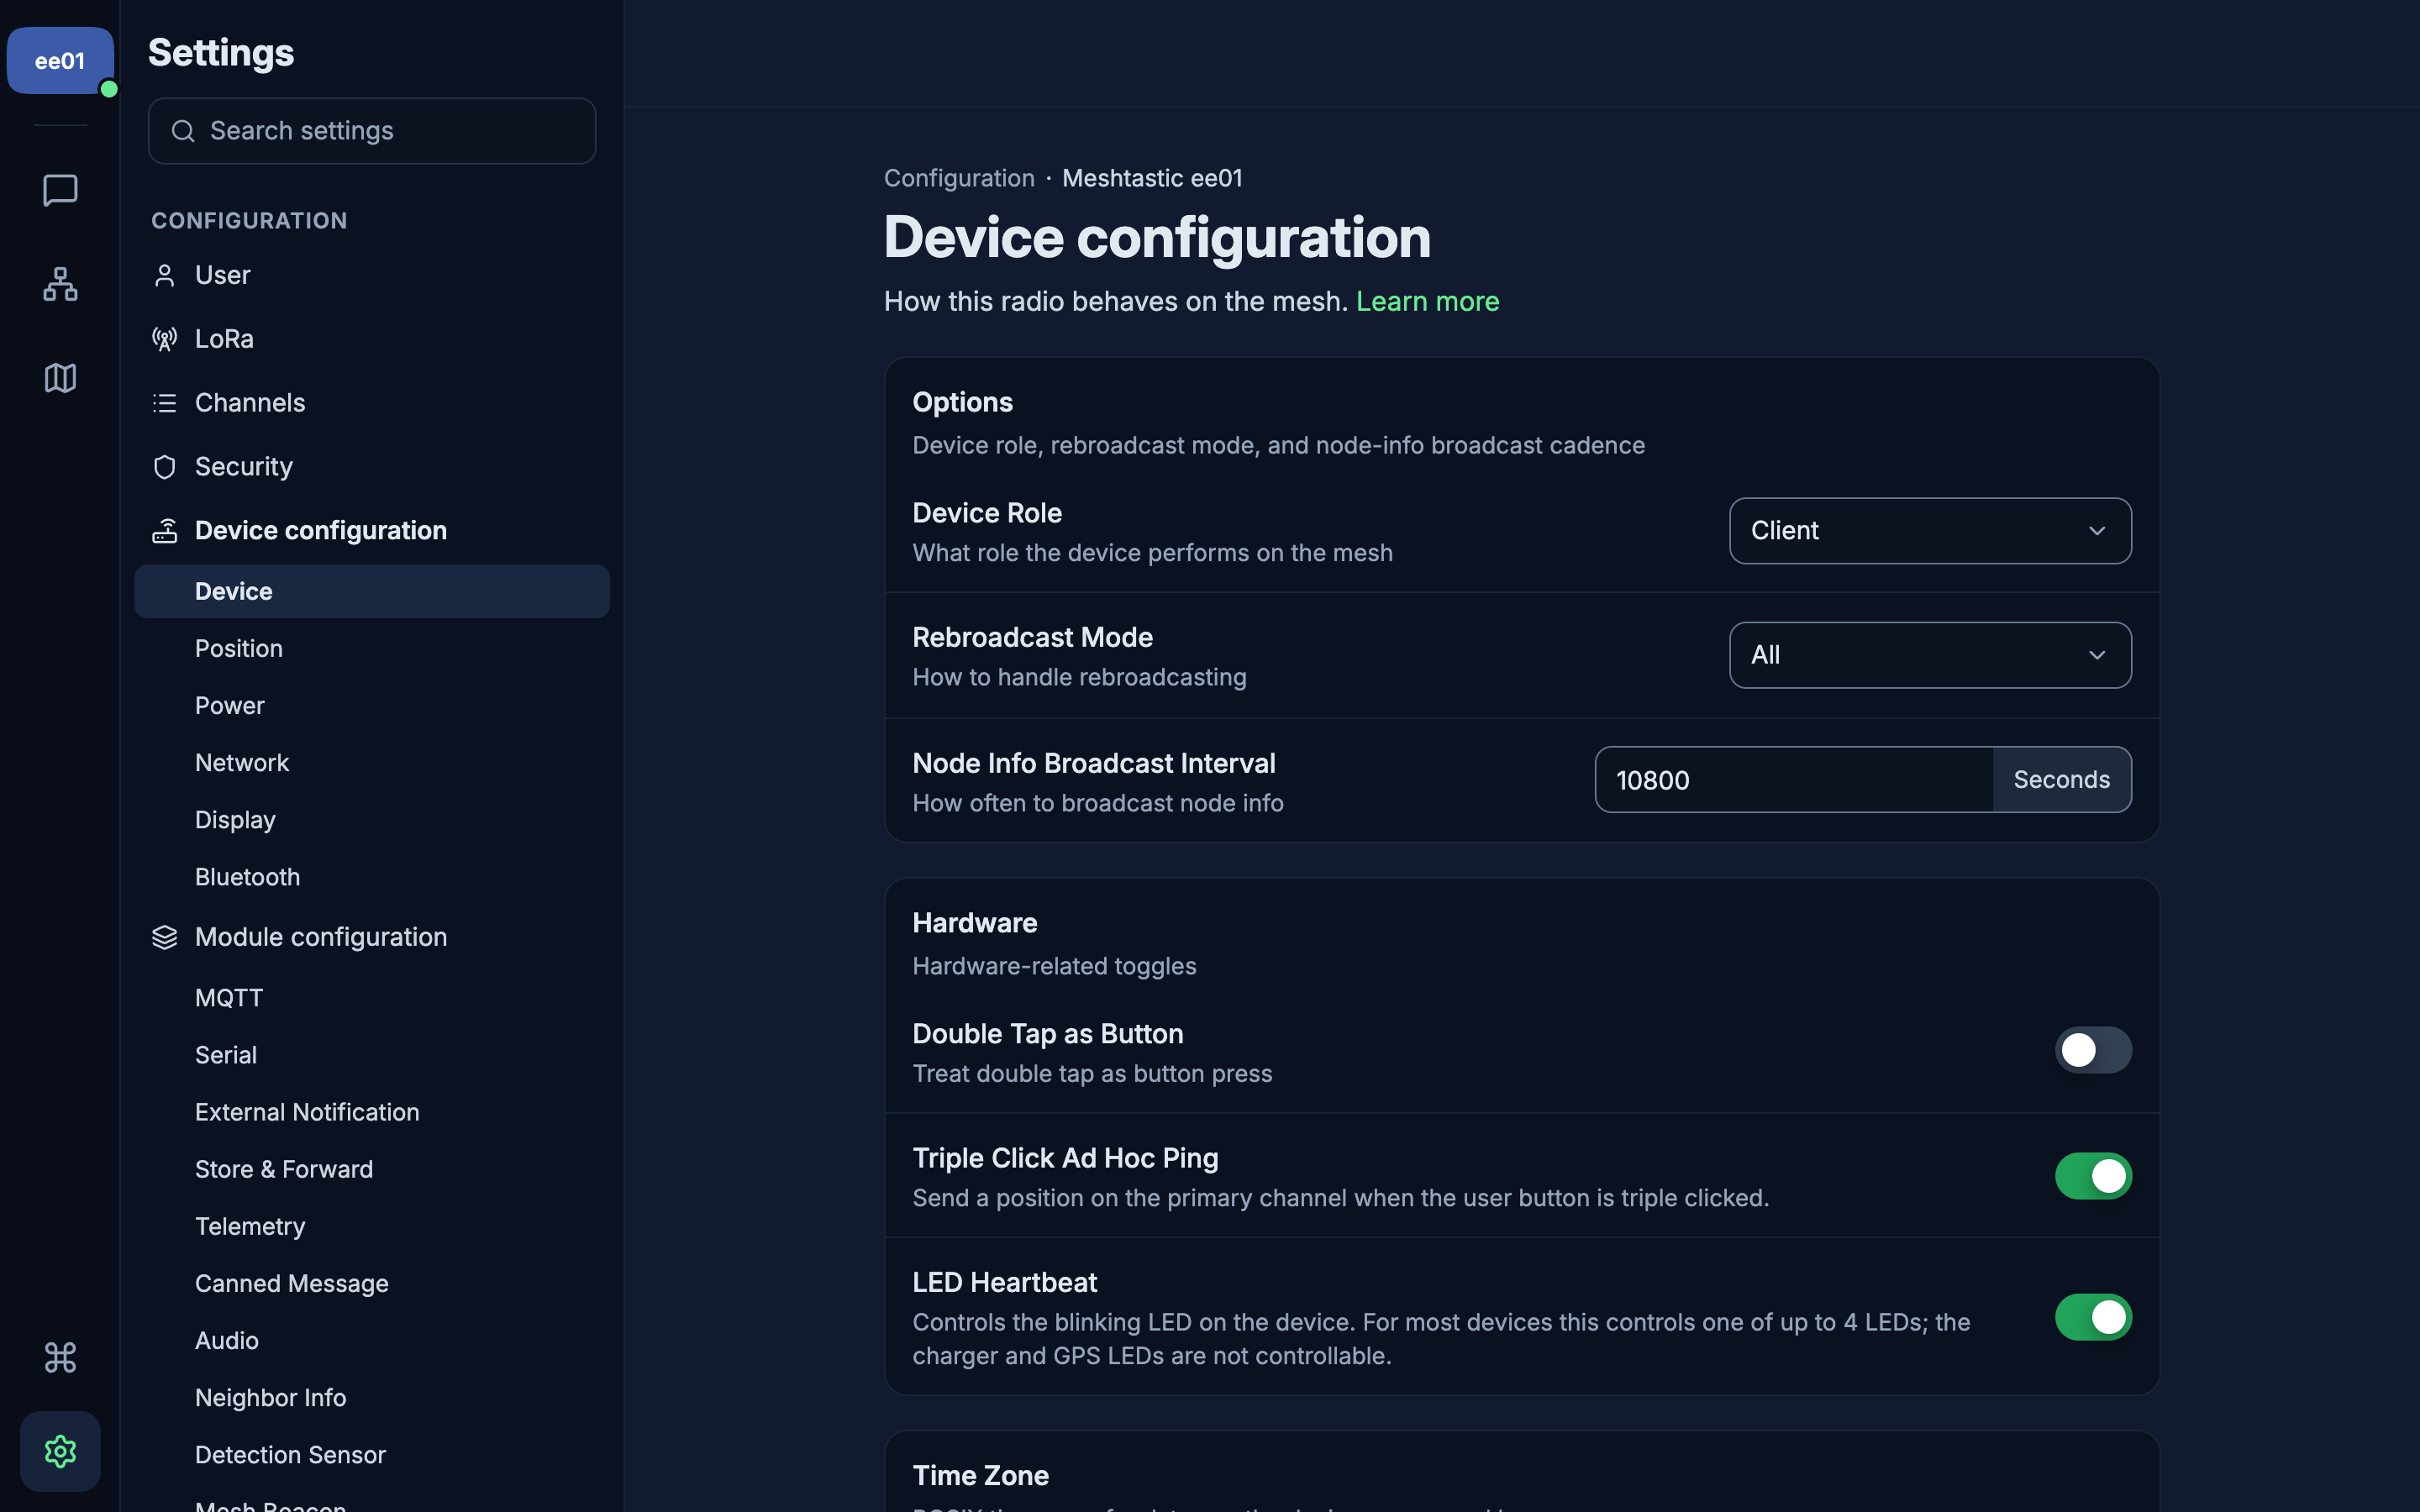 ee01
Settings
Search settings
CONFIGURATION
User
LoRa
Channels
Security
Device configuration
Device
Position
Power
Network
Display
Bluetooth
Module configuration
MQTT
Serial
External Notification
Store & Forward
Telemetry
Canned Message
Audio
Neighbor Info
Detection Sensor
Mesh Beacon
Configuration · Meshtastic ee01
Device configuration
How this radio behaves on the mesh. Learn more
Options
Device role, rebroadcast mode, and node-info broadcast cadence
Device Role
What role the device performs on the mesh
Client
Rebroadcast Mode
How to handle rebroadcasting
All
Node Info Broadcast Interval
How often to broadcast node info
10800 Seconds
Hardware
Hardware-related toggles
Double Tap as Button
Treat double tap as button press
Triple Click Ad Hoc Ping
Send a position on the primary channel when the user button is triple clicked.
LED Heartbeat
Controls the blinking LED on the device. For most devices this controls one of up to 4 LEDs; the
charger and GPS LEDs are not controllable.
Time Zone